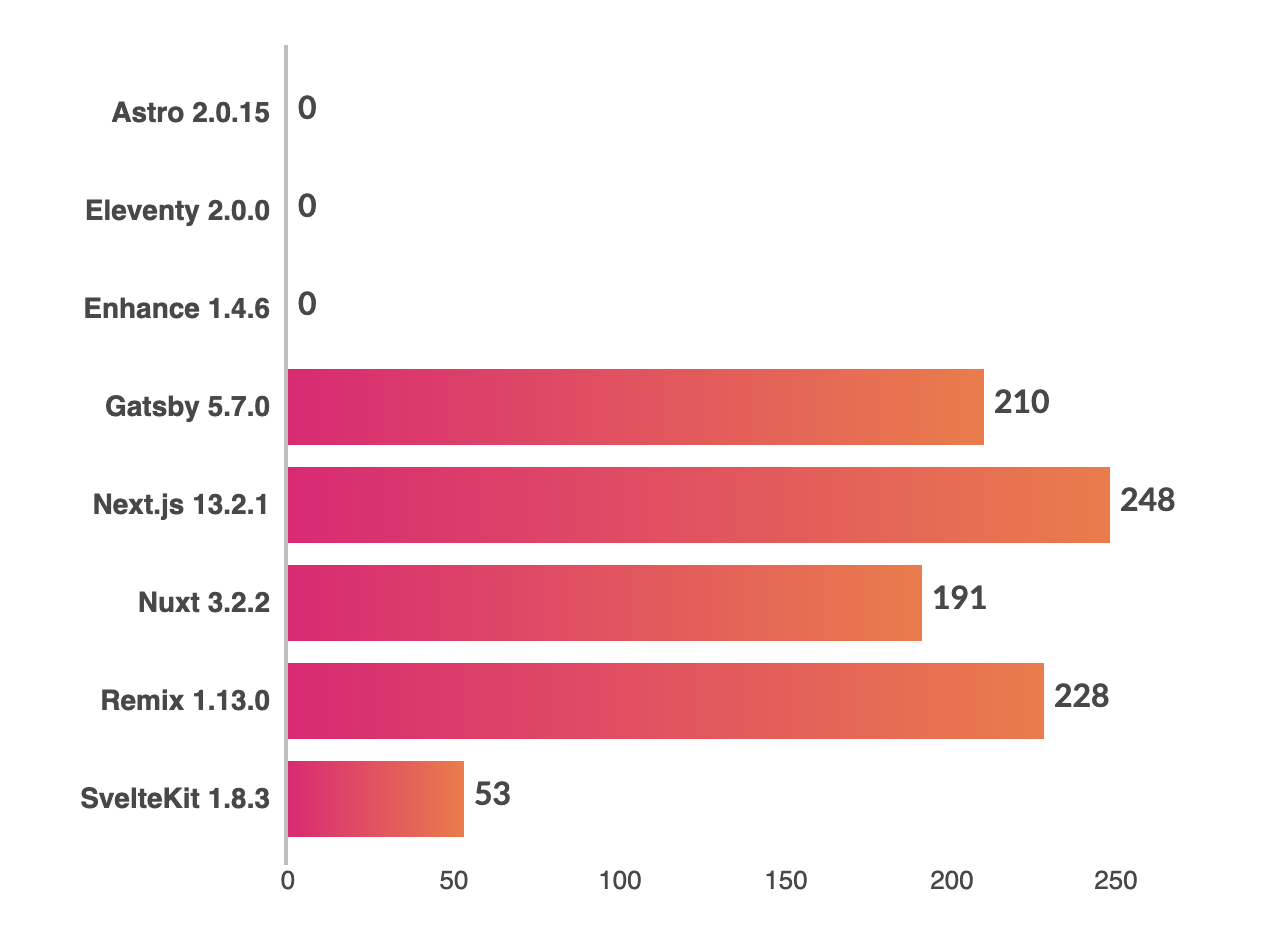 Astro 2.0.15 0
Eleventy 2.0.0 0
Enhance 1.4.6 0
Gatsby 5.7.0 210
Next.js 13.2.1 248
Nuxt 3.2.2 191
Remix 1.13.0 228
SvelteKit 1.8.3 53
0 50 100 150 200 250